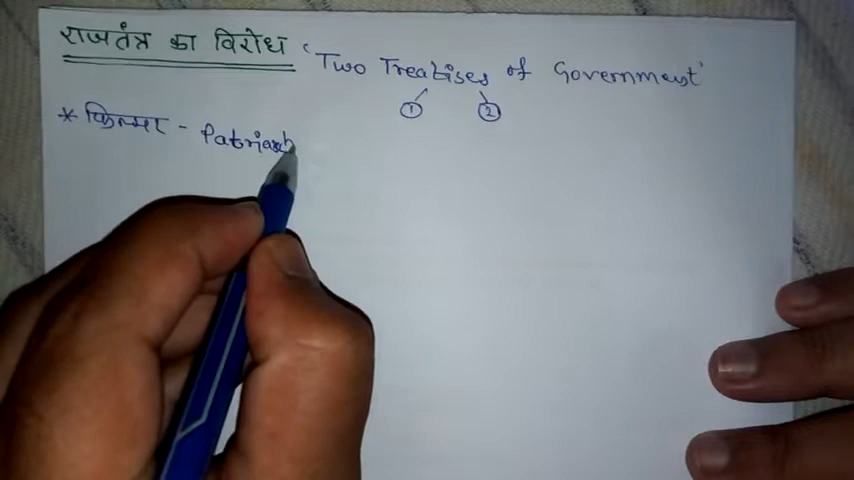 राजतंत्र का विरोध 'Two Treatises of Government'
① ②
* फिल्मर - Patriarch